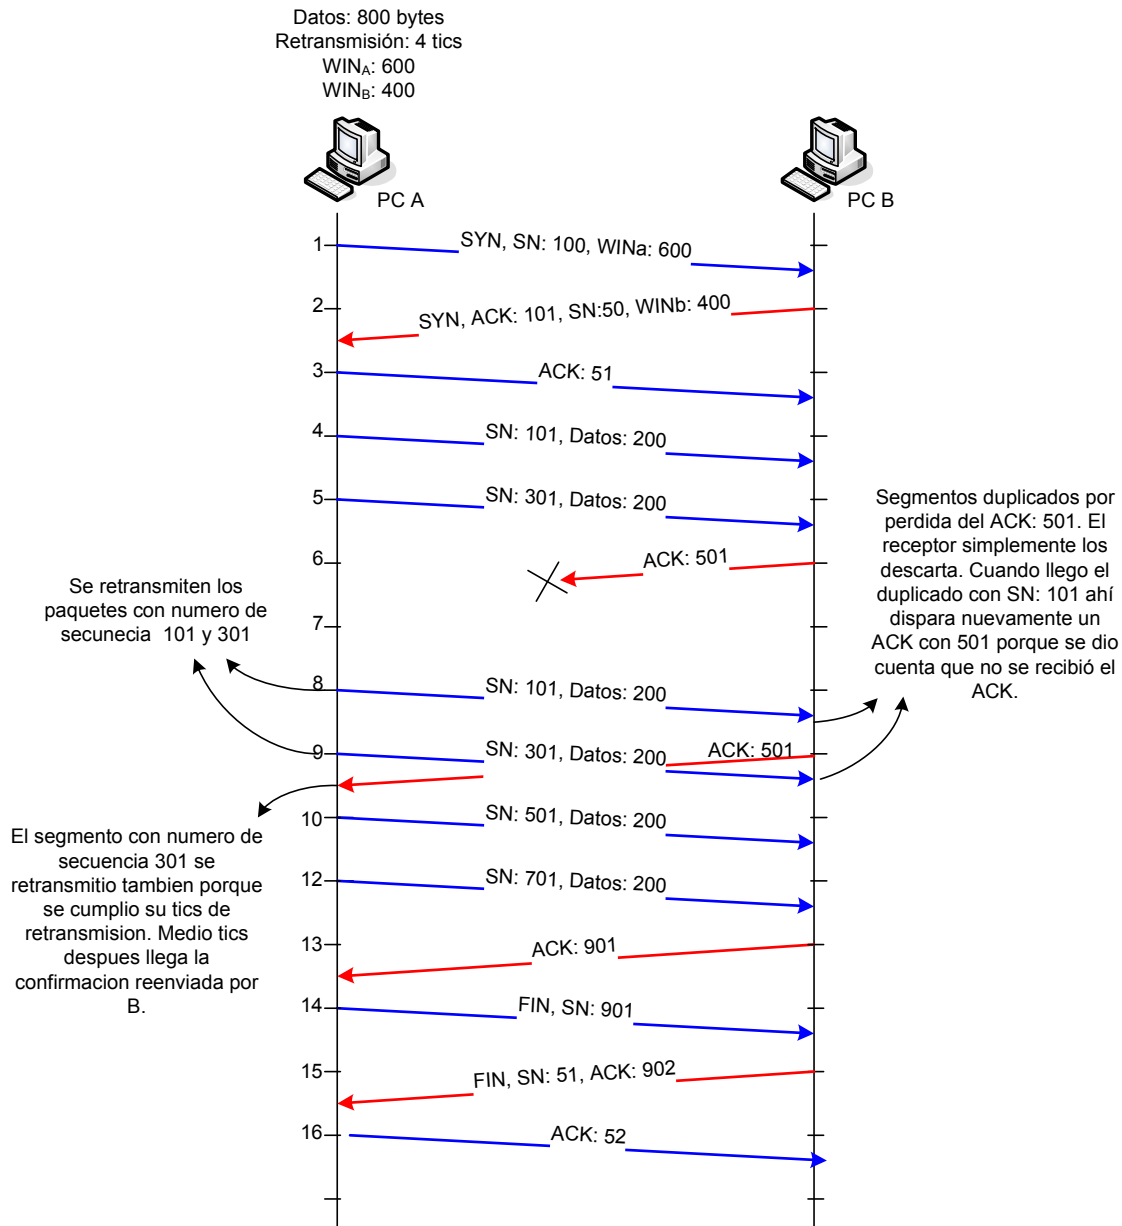 Datos: 800 bytes
Retransmisión: 4 tics
WINA: 600
WINB: 400
PC A
PC B
1
SYN, SN: 100, WINa: 600
2
SYN, ACK: 101, SN:50, WINb: 400
3
ACK: 51
4
SN: 101, Datos: 200
5
SN: 301, Datos: 200
6
ACK: 501
7
Segmentos duplicados por
perdida del ACK: 501. El
receptor simplemente los
descarta. Cuando llego el
duplicado con SN: 101 ahí
dispara nuevamente un
ACK con 501 porque se dio
cuenta que no se recibió el
ACK.
Se retransmiten los
paquetes con numero de
secunecia 101 y 301
8
SN: 101, Datos: 200
9
SN: 301, Datos: 200
ACK: 501
10
SN: 501, Datos: 200
El segmento con numero de
secuencia 301 se
retransmitio tambien porque
se cumplio su tics de
retransmision. Medio tics
despues llega la
confirmacion reenviada por
B.
12
SN: 701, Datos: 200
13
ACK: 901
14
FIN, SN: 901
15
FIN, SN: 51, ACK: 902
16
ACK: 52